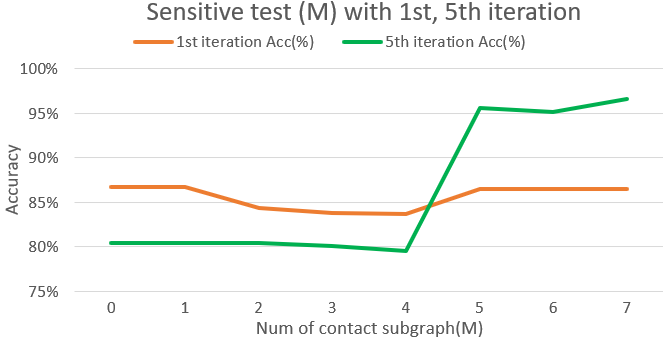 Sensitive test (M) with 1st, 5th iteration
1st iteration Acc(%) 5th iteration Acc(%)
100%
95%
90%
85%
80%
75%
Accuracy
0 1 2 3 4 5 6 7
Num of contact subgraph(M)